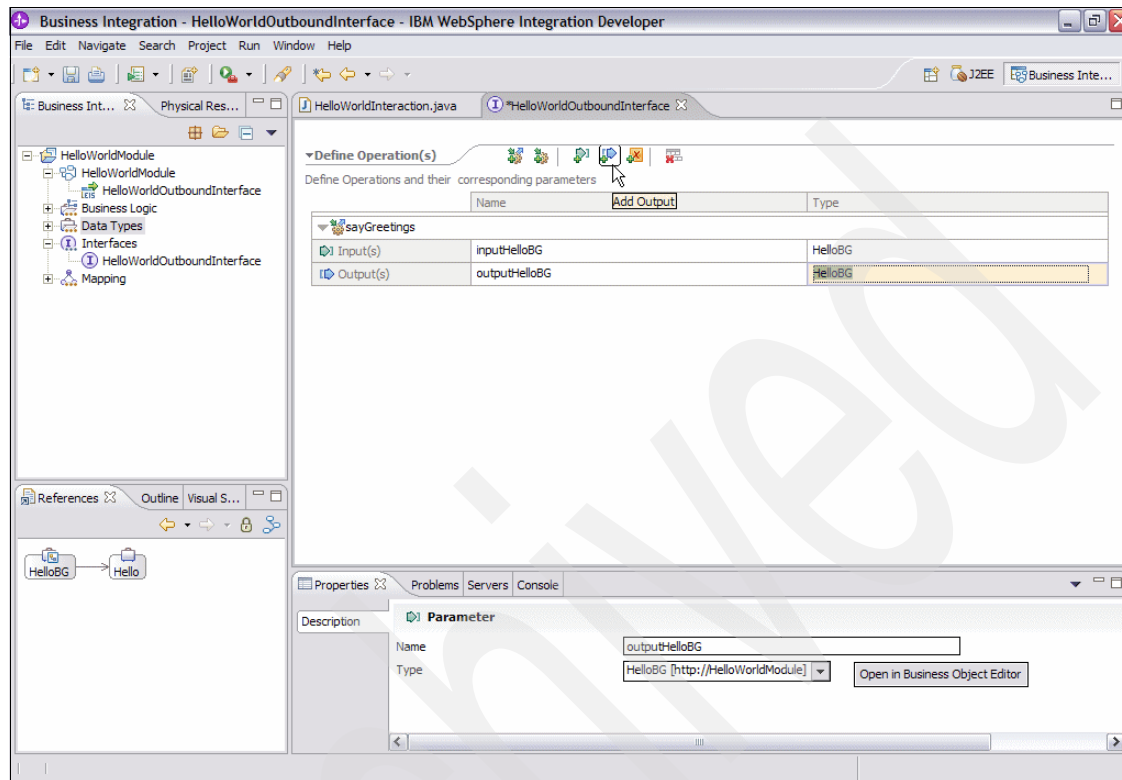 Business Integration - HelloWorldOutboundInterface - IBM WebSphere Integration Developer
File Edit Navigate Search Project Run Window Help
J2EE Business Inte...
Business Int... Physical Res...
HelloWorldModule
HelloWorldModule
HelloWorldOutboundInterface
Business Logic
Data Types
Interfaces
HelloWorldOutboundInterface
Mapping
HelloWorldInteraction.java *HelloWorldOutboundInterface
Define Operation(s)
Define Operations and their corresponding parameters
Add Output
Name Type
sayGreetings
Input(s) inputHelloBG HelloBG
Output(s) outputHelloBG HelloBG
References Outline Visual S...
HelloBG Hello
Properties Problems Servers Console
Description
Parameter
Name outputHelloBG
Type HelloBG [http://HelloWorldModule] Open in Business Object Editor